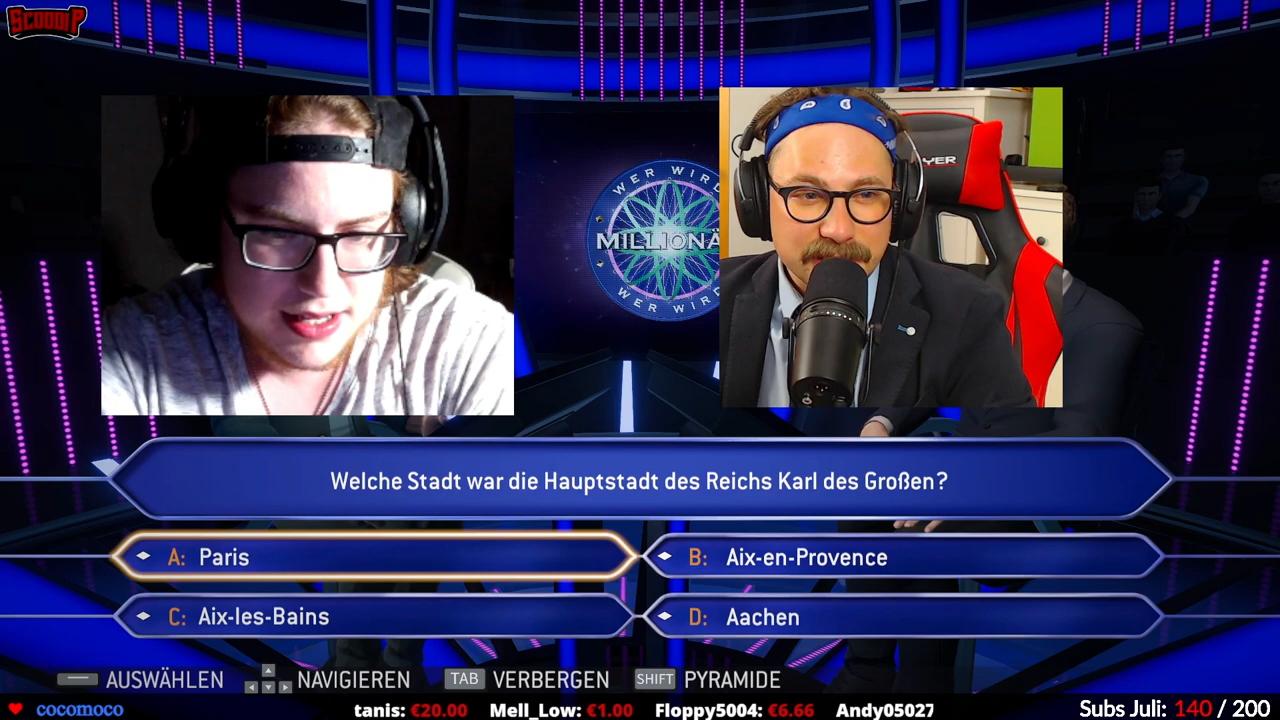 SCOOOIP
WER WIRD
MILLIONÄ
WER WIRD
YER
Welche Stadt war die Hauptstadt des Reichs Karl des Großen?
A: Paris
B: Aix-en-Provence
C: Aix-les-Bains
D: Aachen
AUSWÄHLEN NAVIGIEREN TAB VERBERGEN SHIFT PYRAMIDE
cocomoco tanis: €20.00 Mell_Low: €1.00 Floppy5004: €6.66 Andy05027 Subs Juli: 140 / 200